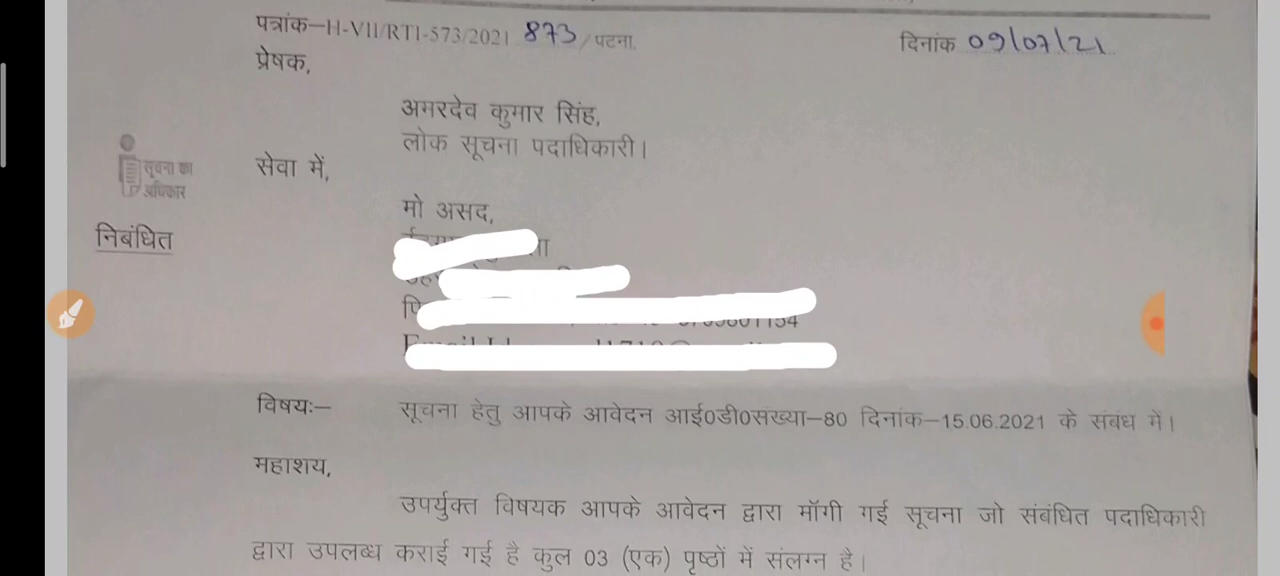 पत्रांक–H-VII/RTI-573/2021 873/पटना, दिनांक 09/07/21
प्रेषक,
अमरदेव कुमार सिंह,
लोक सूचना पदाधिकारी।
सूचना का
अधिकार
सेवा में,
मो असद,
निबंधित
विषयः– सूचना हेतु आपके आवेदन आई0डी0संख्या–80 दिनांक–15.06.2021 के संबंध में।
महाशय,
उपर्युक्त विषयक आपके आवेदन द्वारा मॉगी गई सूचना जो संबंधित पदाधिकारी
द्वारा उपलब्ध कराई गई है कुल 03 (एक) पृष्ठों में संलग्न है।